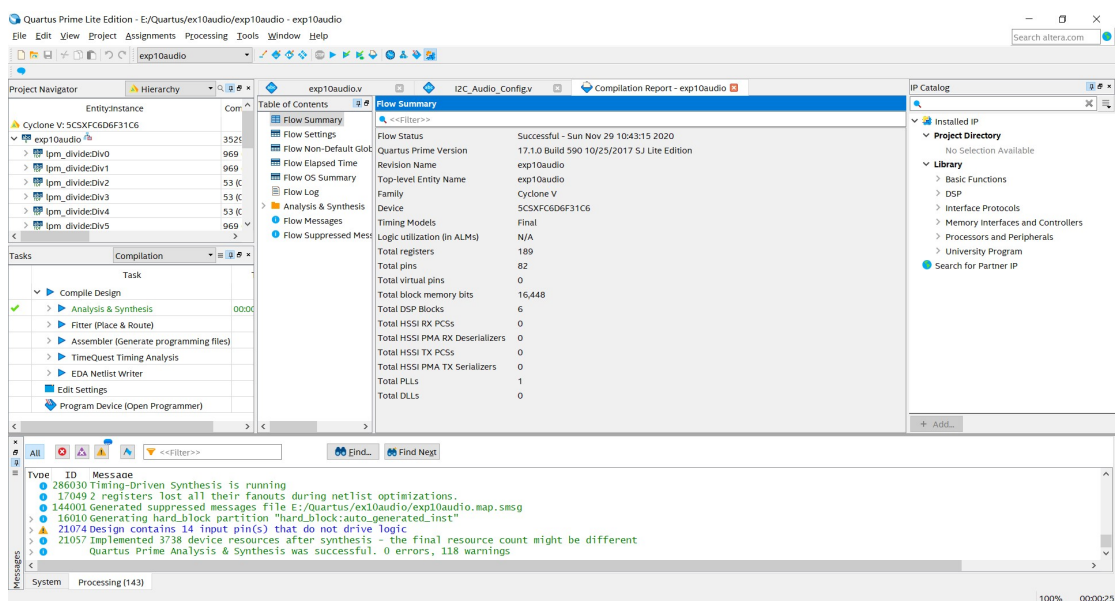 Quartus Prime Lite Edition - E:/Quartus/ex10audio/exp10audio - exp10audio
File Edit View Project Assignments Processing Tools Window Help
Search altera.com
exp10audio
Project Navigator
Hierarchy
Entity:Instance
Com
Cyclone V: 5CSXFC6D6F31C6
exp10audio 3529
lpm_divide:Div0 969
lpm_divide:Div1 969
lpm_divide:Div2 53 (
lpm_divide:Div3 53 (
lpm_divide:Div4 53 (
lpm_divide:Div5 969
Tasks
Compilation
Task
Compile Design
Analysis & Synthesis 00:00
Fitter (Place & Route)
Assembler (Generate programming files)
TimeQuest Timing Analysis
EDA Netlist Writer
Edit Settings
Program Device (Open Programmer)
exp10audio.v
I2C_Audio_Config.v
Compilation Report - exp10audio
Table of Contents
Flow Summary
Flow Settings
Flow Non-Default Glob
Flow Elapsed Time
Flow OS Summary
Flow Log
Analysis & Synthesis
Flow Messages
Flow Suppressed Mess
Flow Summary
<<Filter>>
Flow Status Successful - Sun Nov 29 10:43:15 2020
Quartus Prime Version 17.1.0 Build 590 10/25/2017 SJ Lite Edition
Revision Name exp10audio
Top-level Entity Name exp10audio
Family Cyclone V
Device 5CSXFC6D6F31C6
Timing Models Final
Logic utilization (in ALMs) N/A
Total registers 189
Total pins 82
Total virtual pins 0
Total block memory bits 16,448
Total DSP Blocks 6
Total HSSI RX PCSs 0
Total HSSI PMA RX Deserializers 0
Total HSSI TX PCSs 0
Total HSSI PMA TX Serializers 0
Total PLLs 1
Total DLLs 0
IP Catalog
Installed IP
Project Directory
No Selection Available
Library
Basic Functions
DSP
Interface Protocols
Memory Interfaces and Controllers
Processors and Peripherals
University Program
Search for Partner IP
+ Add...
All
<<Filter>>
Find...
Find Next
Type ID Message
286030 Timing-Driven Synthesis is running
17049 2 registers lost all their fanouts during netlist optimizations.
144001 Generated suppressed messages file E:/Quartus/ex10audio/exp10audio.map.smsg
16010 Generating hard_block partition "hard_block:auto_generated_inst"
21074 Design contains 14 input pin(s) that do not drive logic
21057 Implemented 3738 device resources after synthesis - the final resource count might be different
Quartus Prime Analysis & Synthesis was successful. 0 errors, 118 warnings
Messages
System
Processing (143)
100% 00:00:25